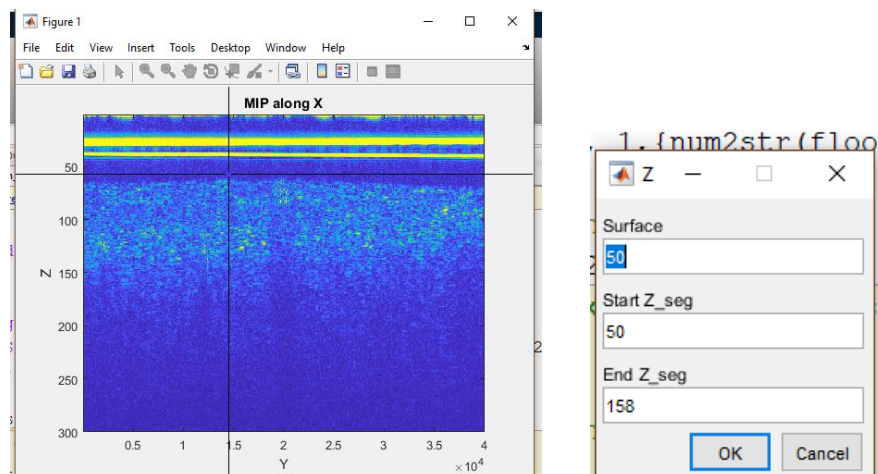 Figure 1
File Edit View Insert Tools Desktop Window Help
MIP along X
50
100
150
200
250
300
Z
0.5 1 1.5 2 2.5 3 3.5 4
Y
× 10⁴
1,{num2str(floo
Z
Surface
50
Start Z_seg
50
End Z_seg
158
OK Cancel